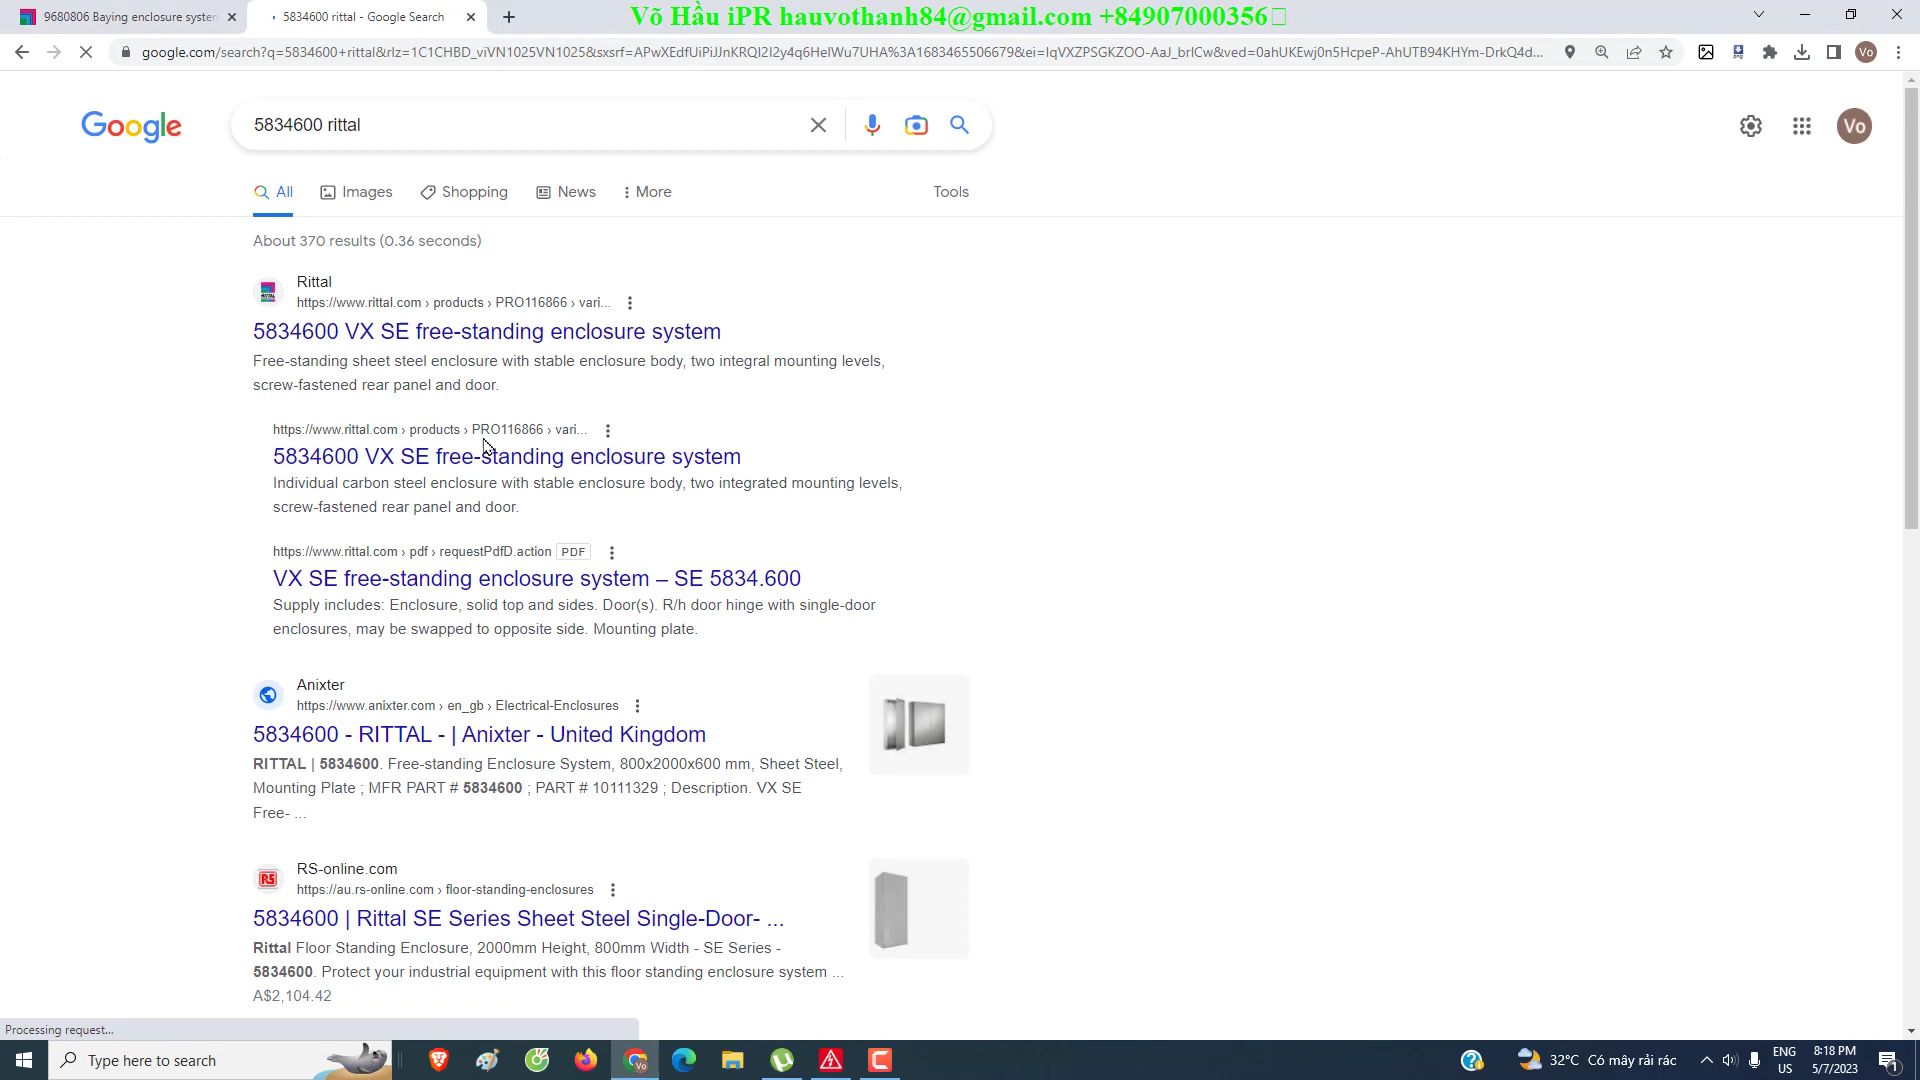 9680806 Baying enclosure system
5834600 rittal - Google Search
Võ Hầu iPR hauvothanh84@gmail.com +84907000356
google.com/search?q=5834600+rittal&rlz=1C1CHBD_viVN1025VN1025&sxsrf=APwXEdfUiPiJJnKRQI2I2y4q6HelWu7UHA%3A1683465506679&ei=IqVXZPSGKZOO-AaJ_brlCw&ved=0ahUKEwj0n5HcpeP-AhUTB94KHYm-DrkQ4d...
Vo
Google
5834600 rittal
Vo
All
Images
Shopping
News
More
Tools
About 370 results (0.36 seconds)
Rittal
https://www.rittal.com › products › PRO116866 › vari...
5834600 VX SE free-standing enclosure system
Free-standing sheet steel enclosure with stable enclosure body, two integral mounting levels,
screw-fastened rear panel and door.
https://www.rittal.com › products › PRO116866 › vari...
5834600 VX SE free-standing enclosure system
Individual carbon steel enclosure with stable enclosure body, two integrated mounting levels,
screw-fastened rear panel and door.
https://www.rittal.com › pdf › requestPdfD.action PDF
VX SE free-standing enclosure system – SE 5834.600
Supply includes: Enclosure, solid top and sides. Door(s). R/h door hinge with single-door
enclosures, may be swapped to opposite side. Mounting plate.
Anixter
https://www.anixter.com › en_gb › Electrical-Enclosures
5834600 - RITTAL - | Anixter - United Kingdom
RITTAL | 5834600. Free-standing Enclosure System, 800x2000x600 mm, Sheet Steel,
Mounting Plate ; MFR PART # 5834600 ; PART # 10111329 ; Description. VX SE
Free- ...
RS
RS-online.com
https://au.rs-online.com › floor-standing-enclosures
5834600 | Rittal SE Series Sheet Steel Single-Door- ...
Rittal Floor Standing Enclosure, 2000mm Height, 800mm Width - SE Series -
5834600. Protect your industrial equipment with this floor standing enclosure system ...
A$2,104.42
Processing request...
Type here to search
32°C Có mây rải rác
ENG
US
8:18 PM
5/7/2023
1